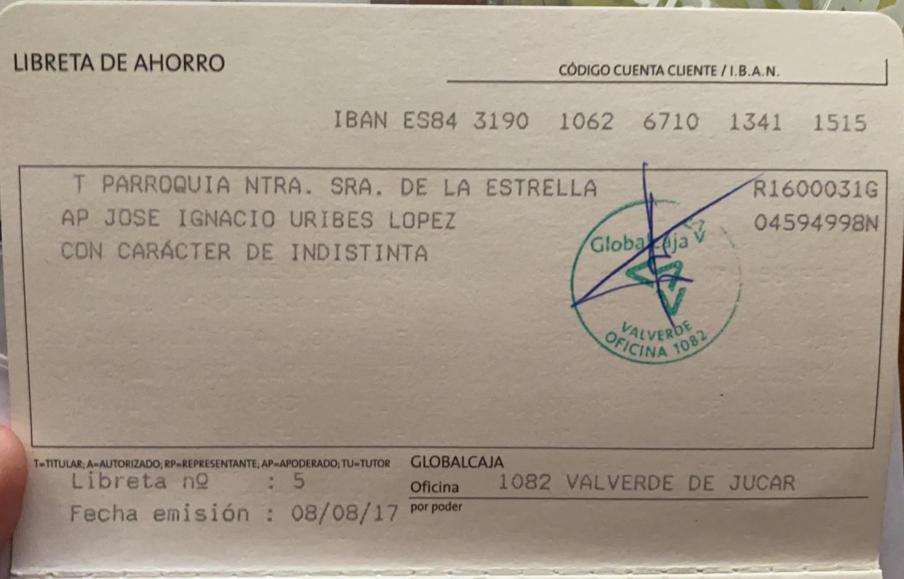 LIBRETA DE AHORRO
CÓDIGO CUENTA CLIENTE / I.B.A.N.
IBAN ES84 3190 1062 6710 1341 1515
T PARROQUIA NTRA. SRA. DE LA ESTRELLA R1600031G
AP JOSE IGNACIO URIBES LOPEZ 04594998N
CON CARÁCTER DE INDISTINTA
Globalcaja
VALVERDE
OFICINA 1082
T=TITULAR; A=AUTORIZADO; RP=REPRESENTANTE; AP=APODERADO; TU=TUTOR GLOBALCAJA
Libreta nº : 5 Oficina 1082 VALVERDE DE JUCAR
Fecha emisión : 08/08/17 por poder